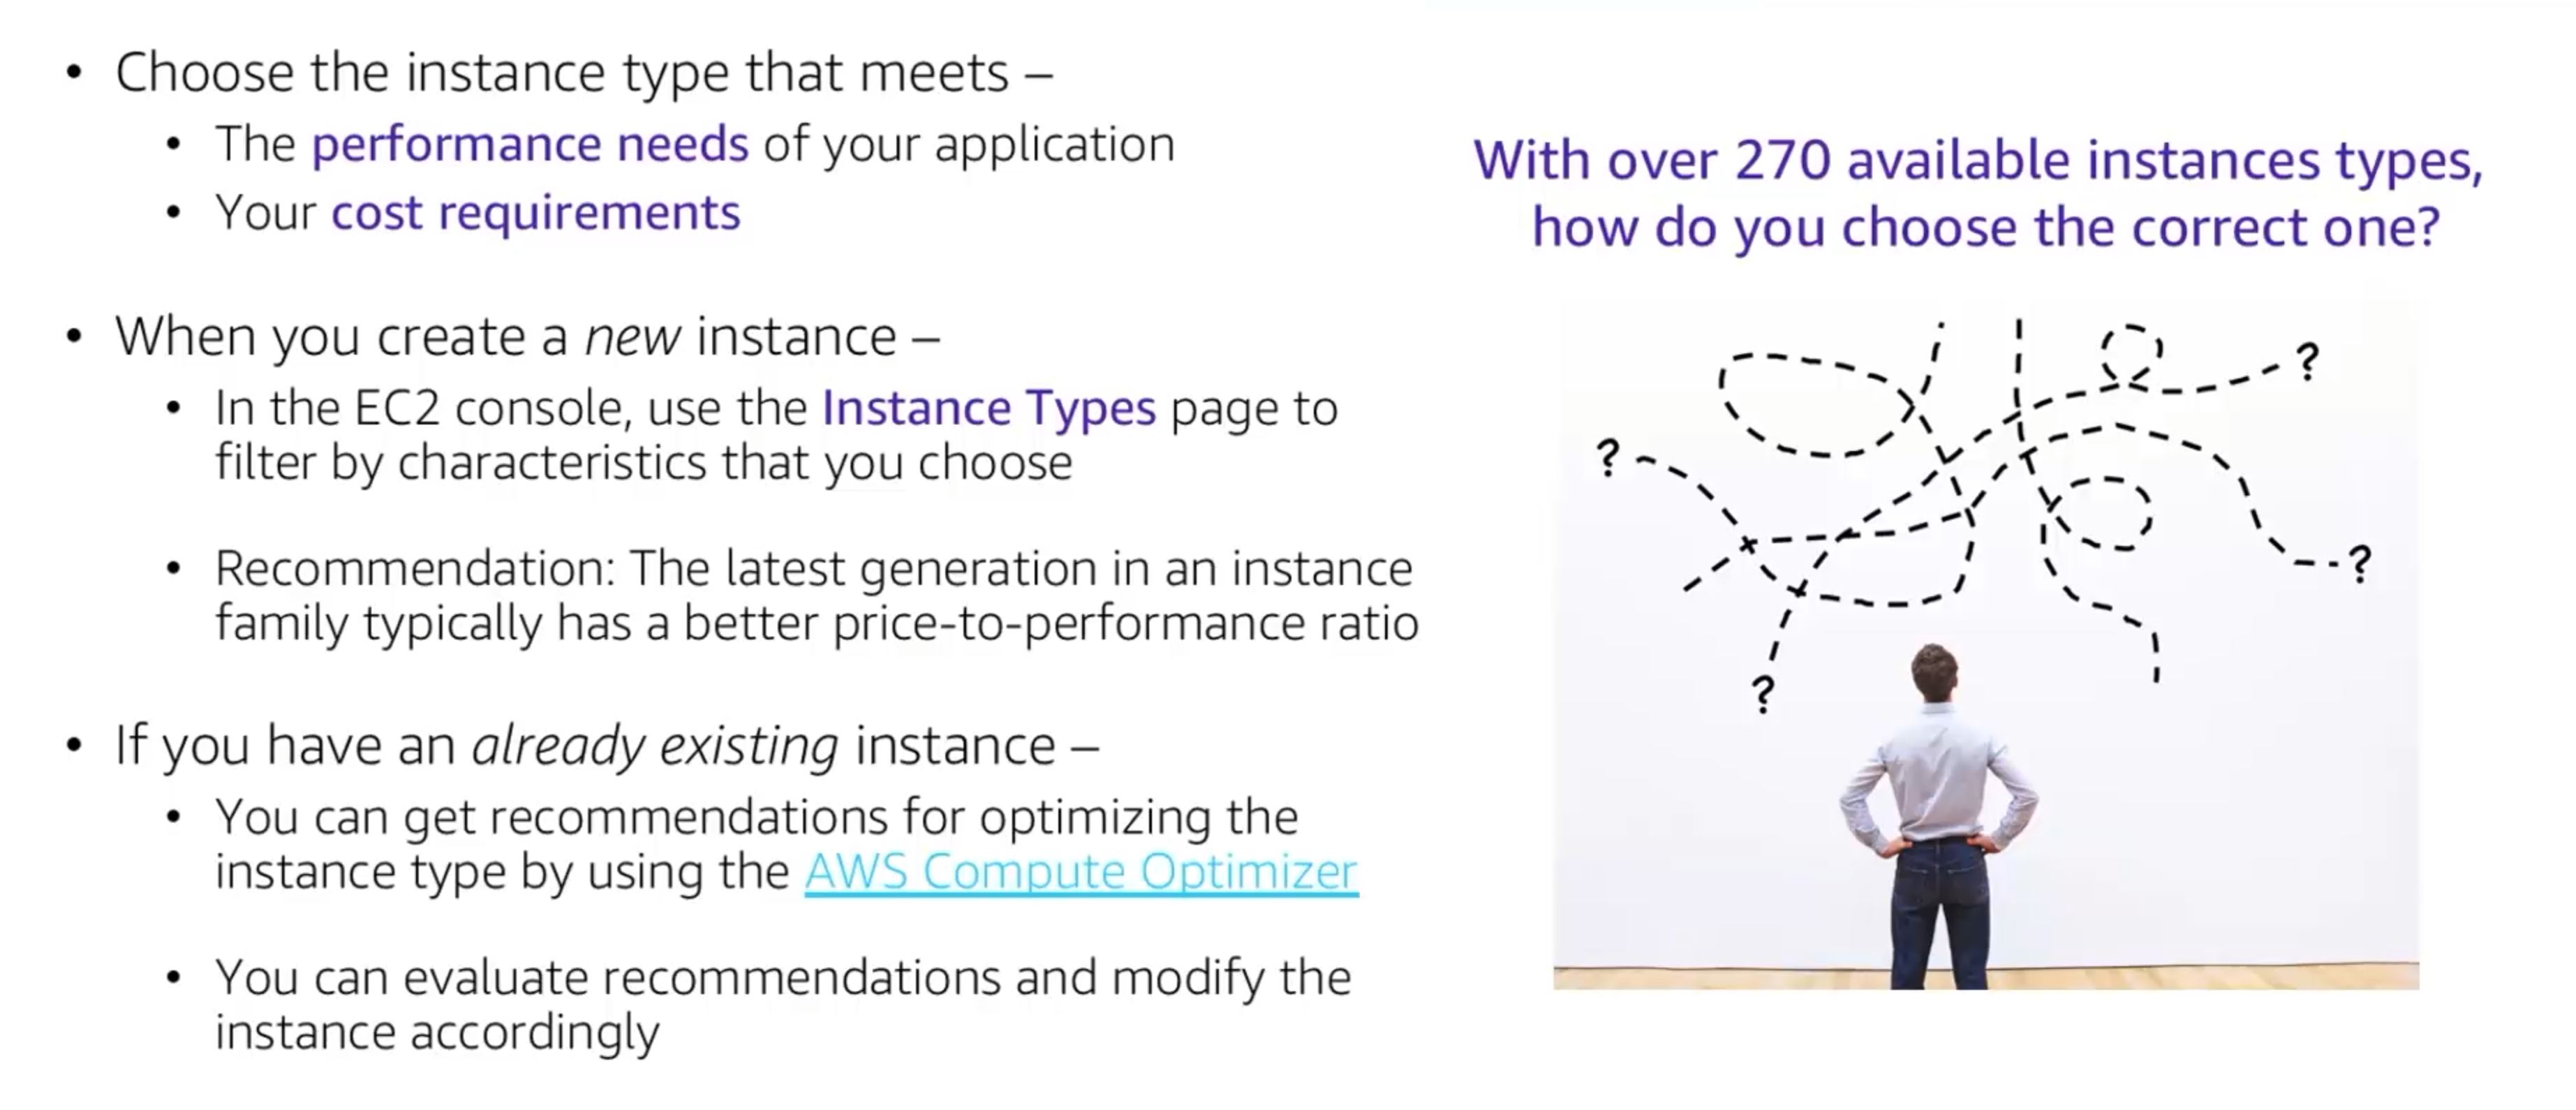 • Choose the instance type that meets –
• The performance needs of your application
• Your cost requirements
• When you create a new instance –
• In the EC2 console, use the Instance Types page to
filter by characteristics that you choose
• Recommendation: The latest generation in an instance
family typically has a better price-to-performance ratio
• If you have an already existing instance –
• You can get recommendations for optimizing the
instance type by using the AWS Compute Optimizer
• You can evaluate recommendations and modify the
instance accordingly
With over 270 available instances types,
how do you choose the correct one?
?
?
?
?